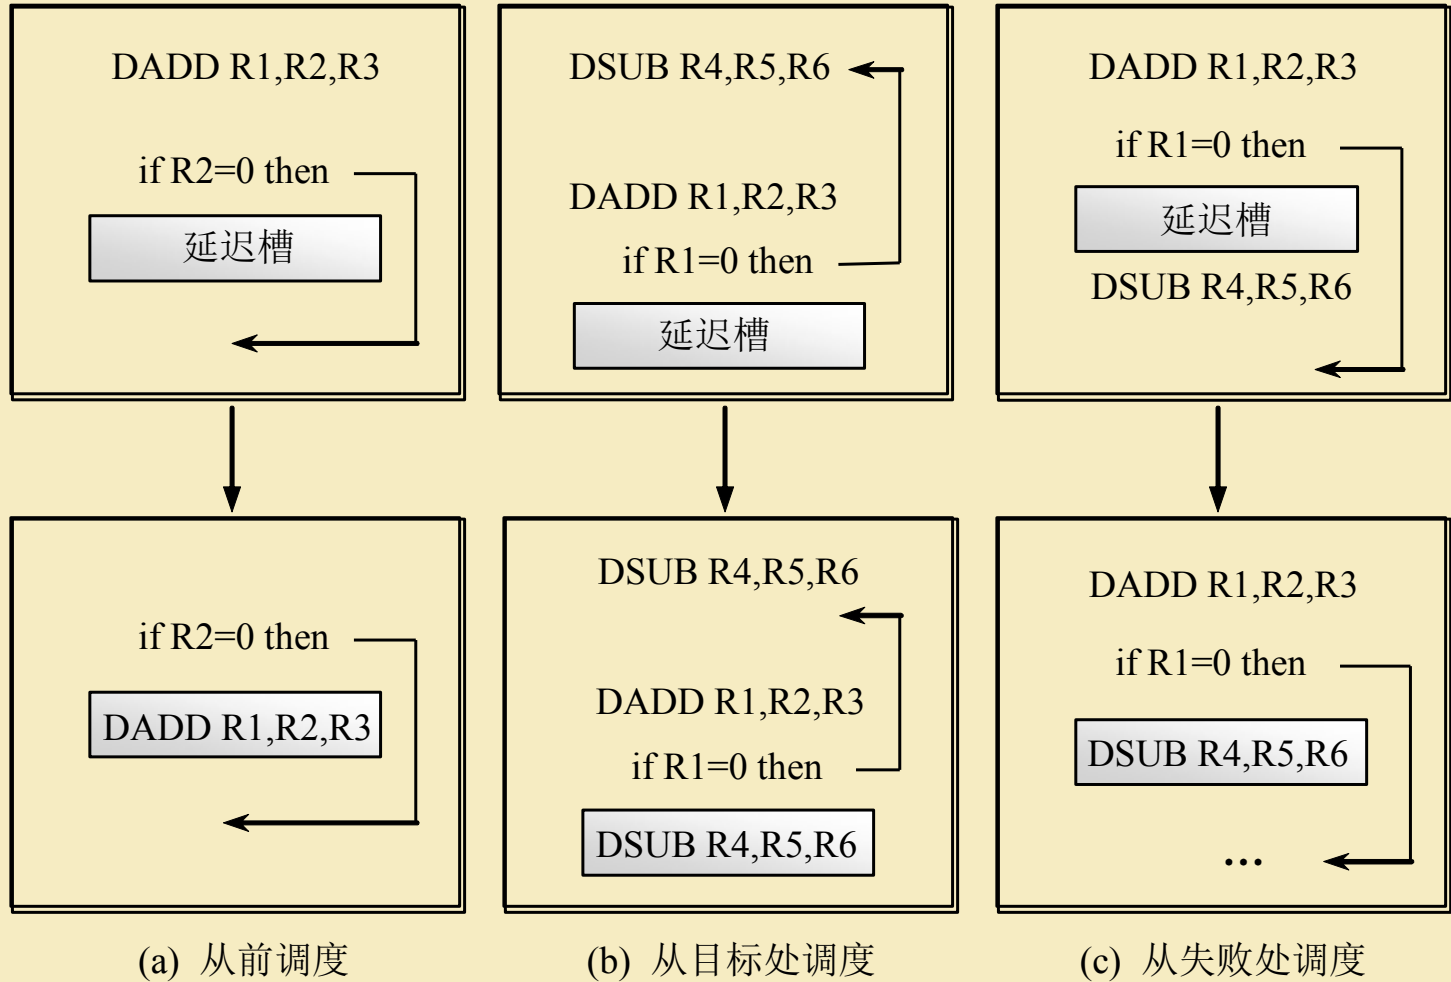 DADD R1,R2,R3
if R2=0 then
延迟槽
DSUB R4,R5,R6
DADD R1,R2,R3
if R1=0 then
延迟槽
DADD R1,R2,R3
if R1=0 then
延迟槽
DSUB R4,R5,R6
if R2=0 then
DADD R1,R2,R3
DSUB R4,R5,R6
DADD R1,R2,R3
if R1=0 then
DSUB R4,R5,R6
DADD R1,R2,R3
if R1=0 then
DSUB R4,R5,R6
...
(a) 从前调度
(b) 从目标处调度
(c) 从失败处调度